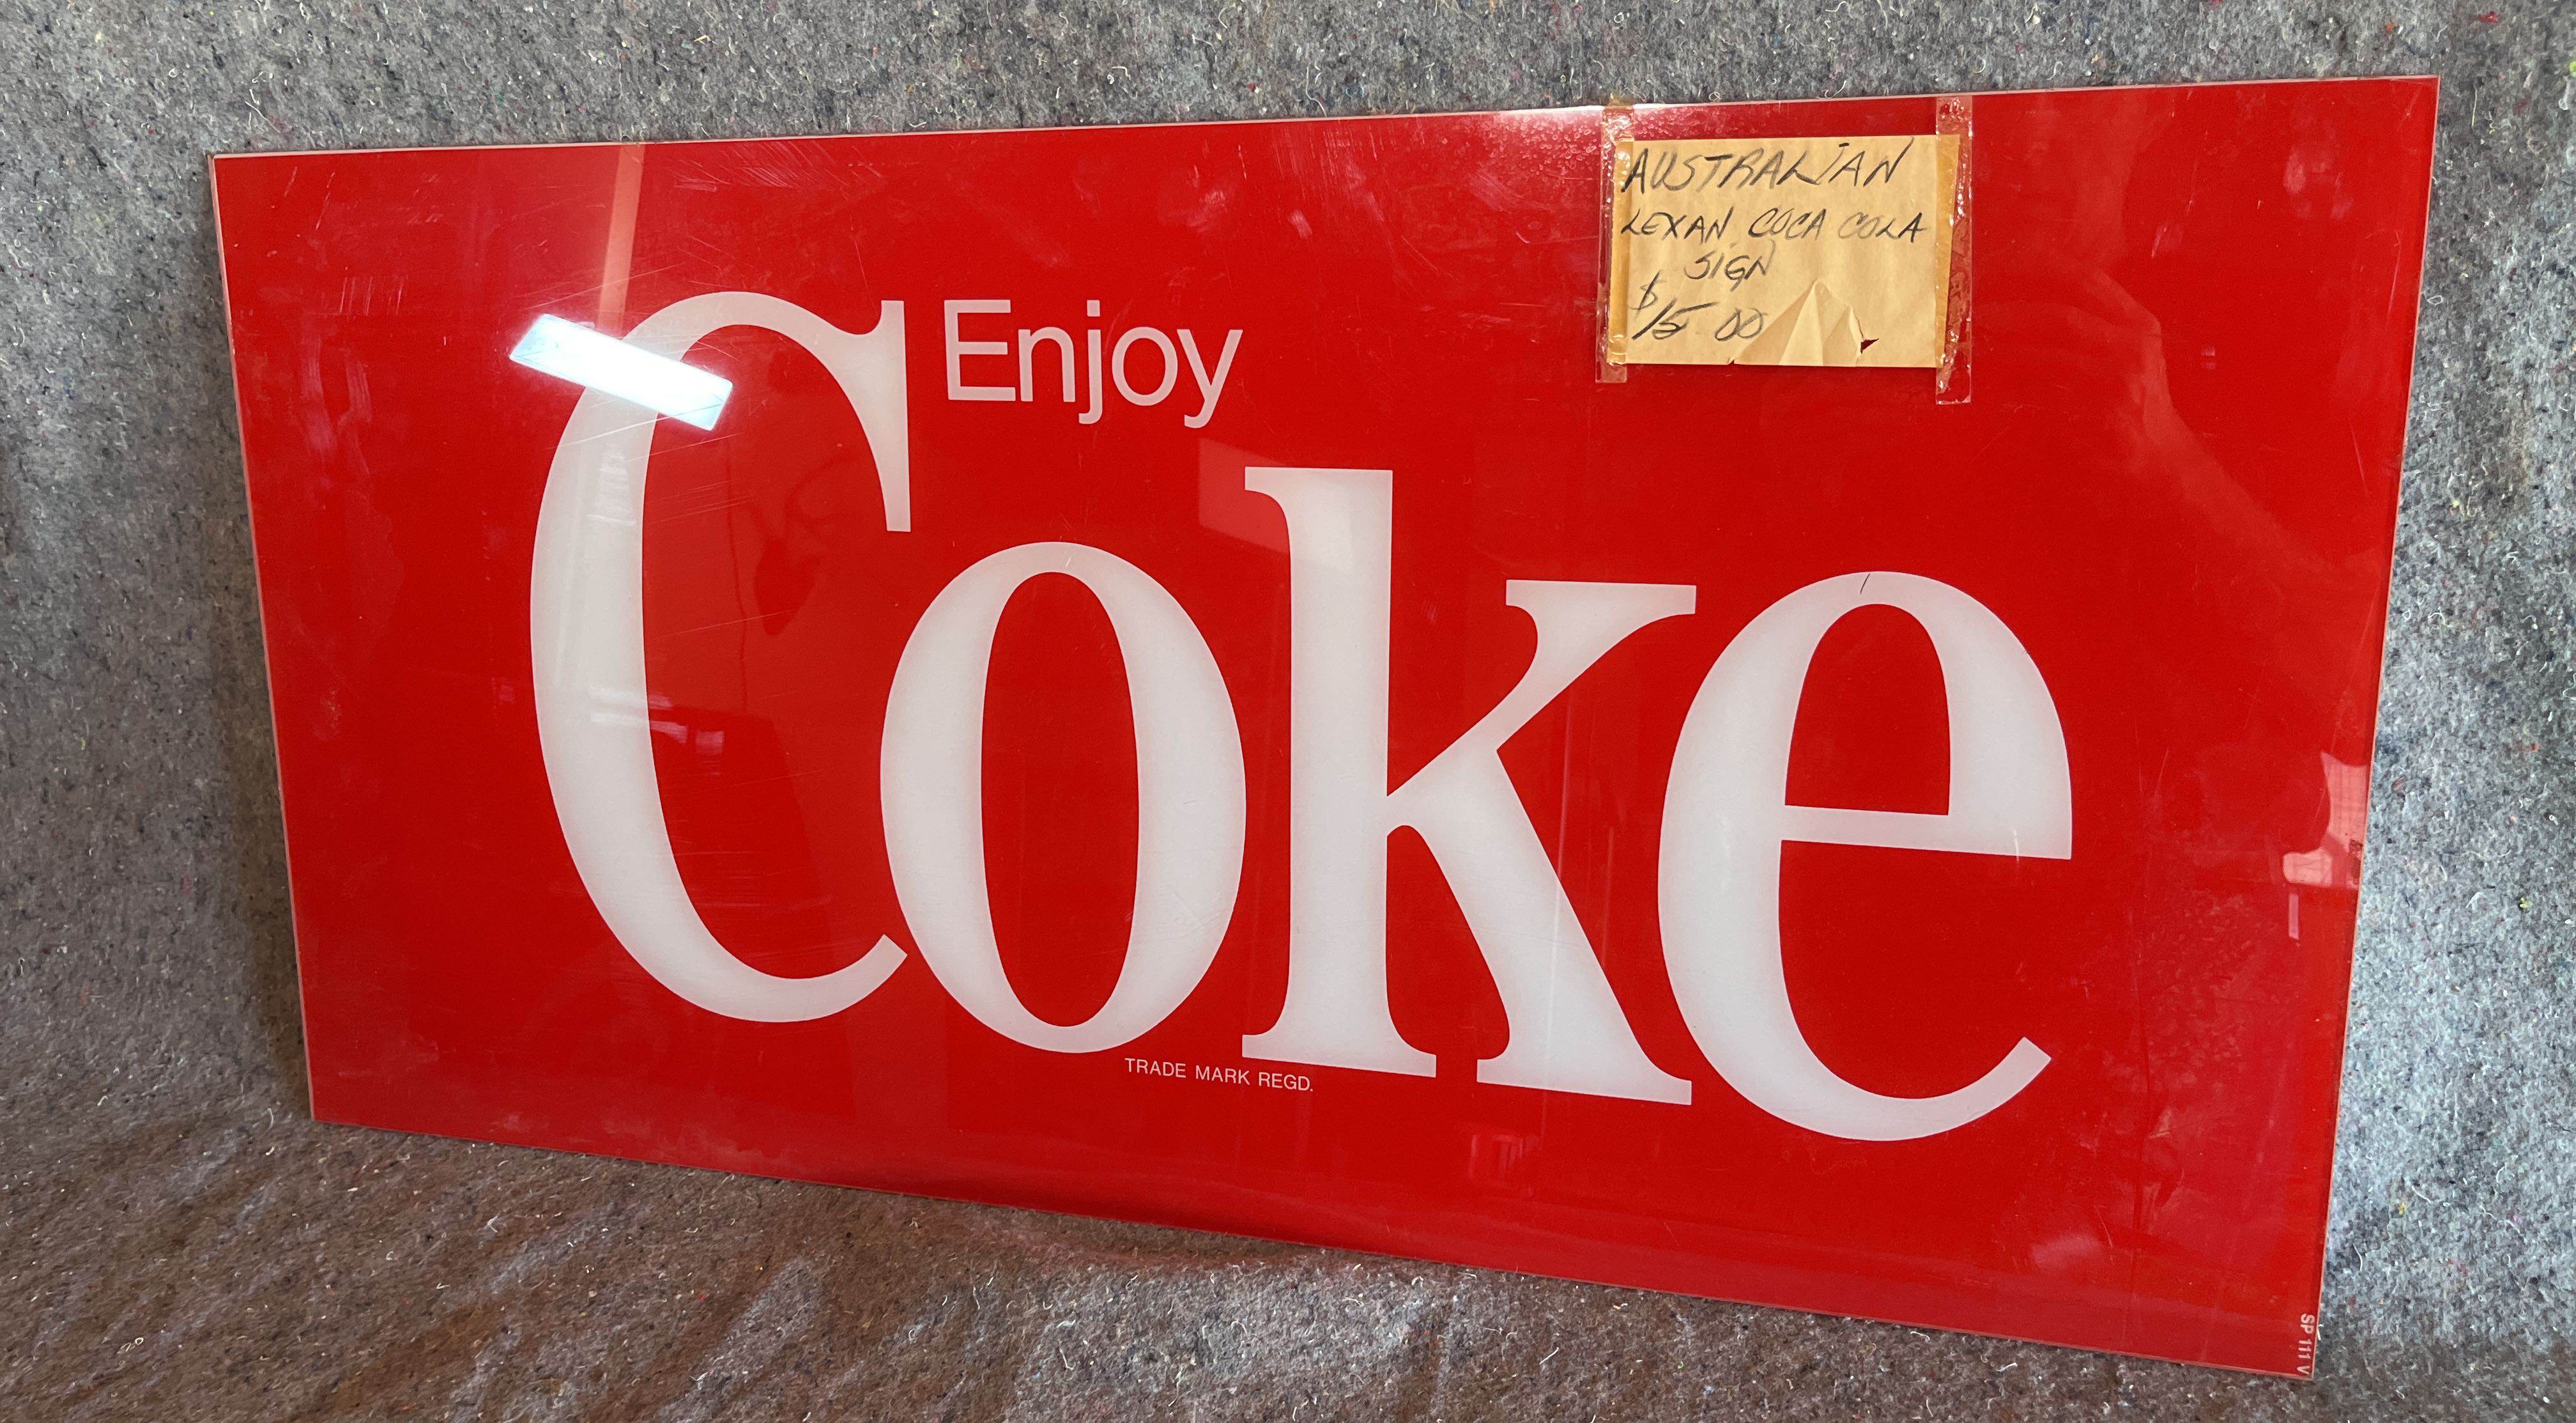 AUSTRALIAN
LEXAN COCA COLA
SIGN
$15.00
Enjoy
Coke
TRADE MARK REGD.
SP 111 V